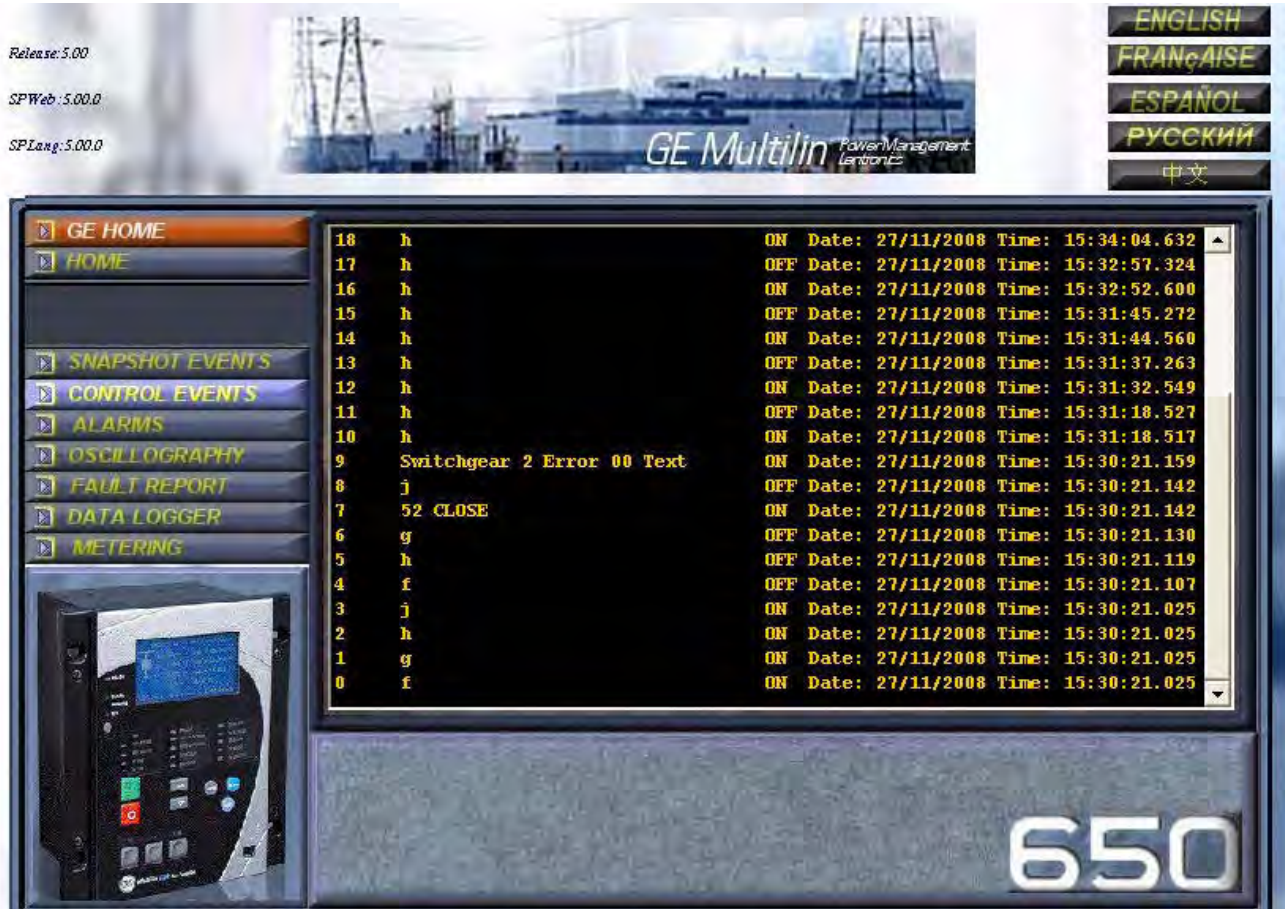 Release:5.00
SPWeb :5.00.0
SPLang:5.00.0
GE Multilin PowerManagement
Lentronics
ENGLISH
FRANçAISE
ESPAÑOL
РУССКИЙ
中文
GE HOME
HOME
SNAPSHOT EVENTS
CONTROL EVENTS
ALARMS
OSCILLOGRAPHY
FAULT REPORT
DATA LOGGER
METERING
18 h ON Date: 27/11/2008 Time: 15:34:04.632
17 h OFF Date: 27/11/2008 Time: 15:32:57.324
16 h ON Date: 27/11/2008 Time: 15:32:52.600
15 h OFF Date: 27/11/2008 Time: 15:31:45.272
14 h ON Date: 27/11/2008 Time: 15:31:44.560
13 h OFF Date: 27/11/2008 Time: 15:31:37.263
12 h ON Date: 27/11/2008 Time: 15:31:32.549
11 h OFF Date: 27/11/2008 Time: 15:31:18.527
10 h ON Date: 27/11/2008 Time: 15:31:18.517
9 Switchgear 2 Error 00 Text ON Date: 27/11/2008 Time: 15:30:21.159
8 j OFF Date: 27/11/2008 Time: 15:30:21.142
7 52 CLOSE ON Date: 27/11/2008 Time: 15:30:21.142
6 g OFF Date: 27/11/2008 Time: 15:30:21.130
5 h OFF Date: 27/11/2008 Time: 15:30:21.119
4 f OFF Date: 27/11/2008 Time: 15:30:21.107
3 j ON Date: 27/11/2008 Time: 15:30:21.025
2 h ON Date: 27/11/2008 Time: 15:30:21.025
1 g ON Date: 27/11/2008 Time: 15:30:21.025
0 f ON Date: 27/11/2008 Time: 15:30:21.025
650